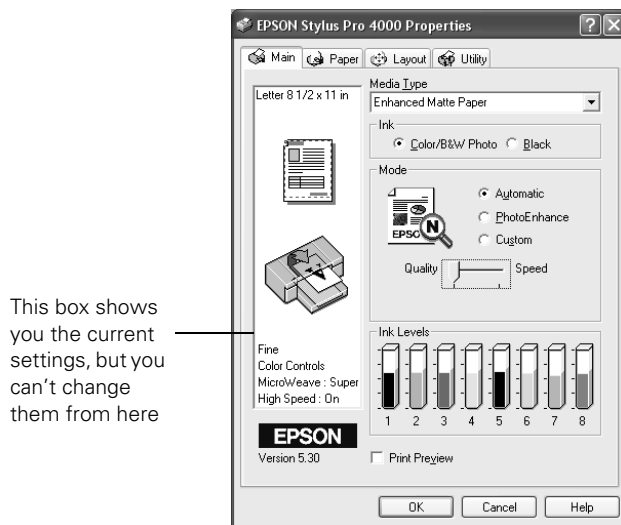 EPSON Stylus Pro 4000 Properties
Main Paper Layout Utility
Letter 8 1/2 x 11 in
Media Type
Enhanced Matte Paper
Ink
Color/B&W Photo Black
Mode
EPSO
N
Automatic
PhotoEnhance
Custom
Quality Speed
This box shows
you the current
settings, but you
can't change
them from here
Fine
Color Controls
MicroWeave : Super
High Speed : On
Ink Levels
1 2 3 4 5 6 7 8
EPSON
Version 5.30
Print Preview
OK Cancel Help